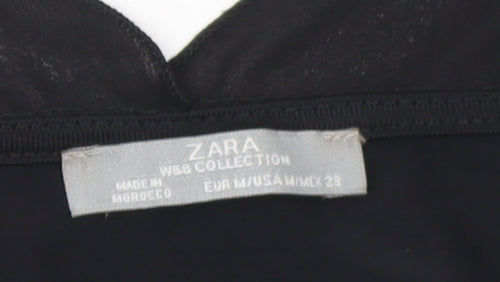 ZARA
W&B COLLECTION
MADE IN
MOROCCO
EUR M/USA M/MEX 28